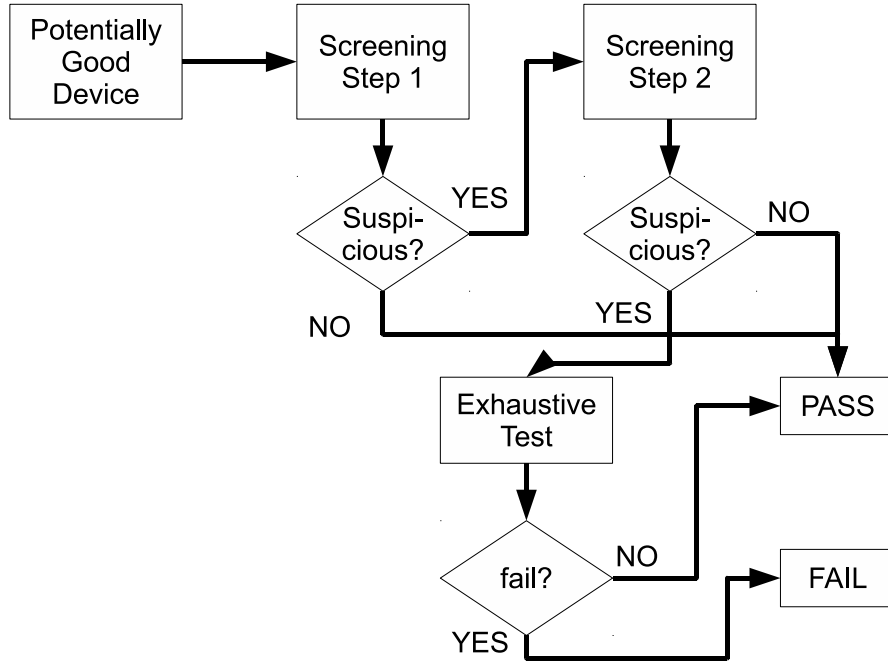 Potentially
Good
Device
Screening
Step 1
Screening
Step 2
Suspi-
cious?
YES
Suspi-
cious?
NO
NO
YES
Exhaustive
Test
PASS
fail?
NO
FAIL
YES